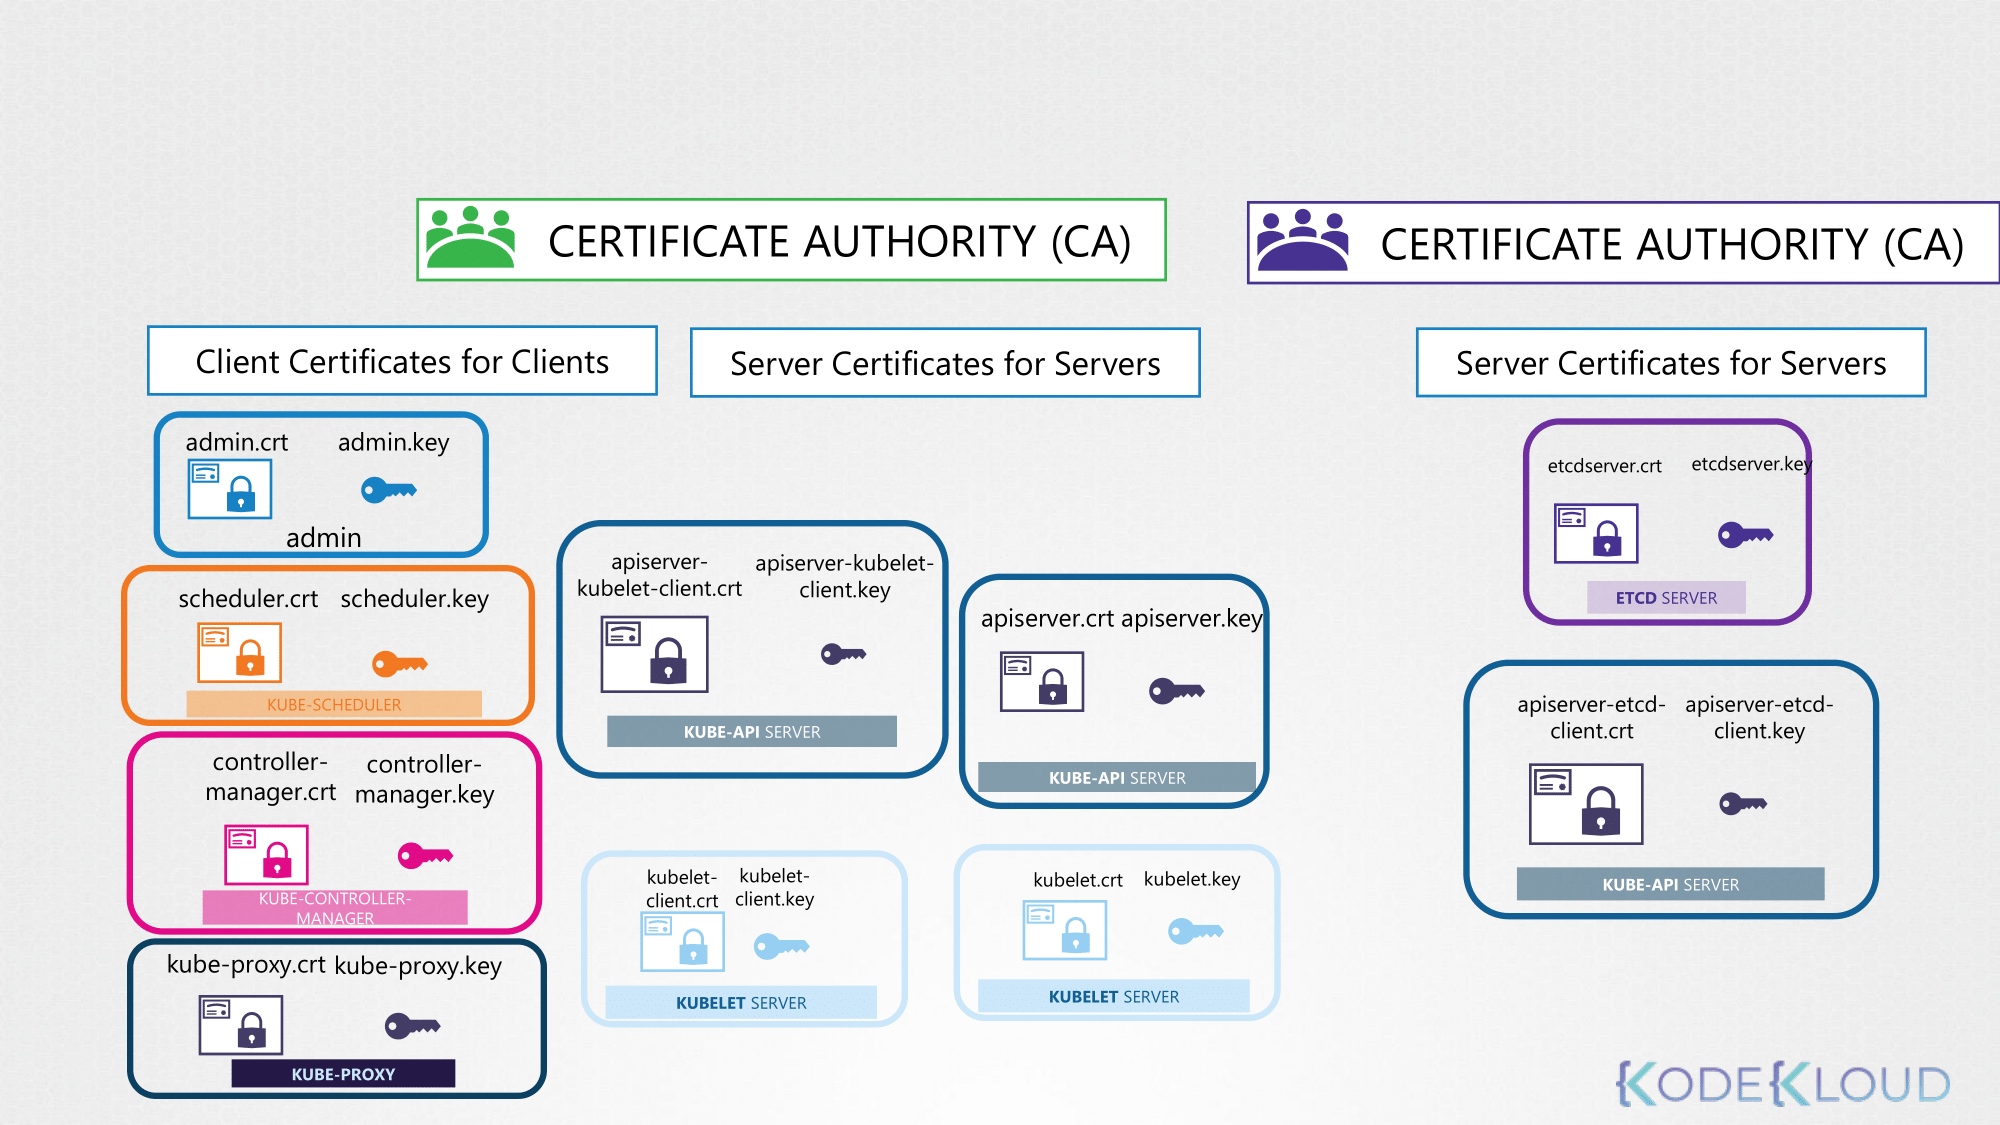 CERTIFICATE AUTHORITY (CA)
CERTIFICATE AUTHORITY (CA)
Client Certificates for Clients
Server Certificates for Servers
Server Certificates for Servers
admin.crt
admin.key
admin
scheduler.crt
scheduler.key
KUBE-SCHEDULER
controller-
manager.crt
controller-
manager.key
KUBE-CONTROLLER-
MANAGER
kube-proxy.crt
kube-proxy.key
KUBE-PROXY
apiserver-
kubelet-client.crt
apiserver-kubelet-
client.key
KUBE-API SERVER
kubelet-
client.crt
kubelet-
client.key
KUBELET SERVER
apiserver.crt
apiserver.key
KUBE-API SERVER
kubelet.crt
kubelet.key
KUBELET SERVER
etcdserver.crt
etcdserver.key
ETCD SERVER
apiserver-etcd-
client.crt
apiserver-etcd-
client.key
KUBE-API SERVER
KODEKLOUD